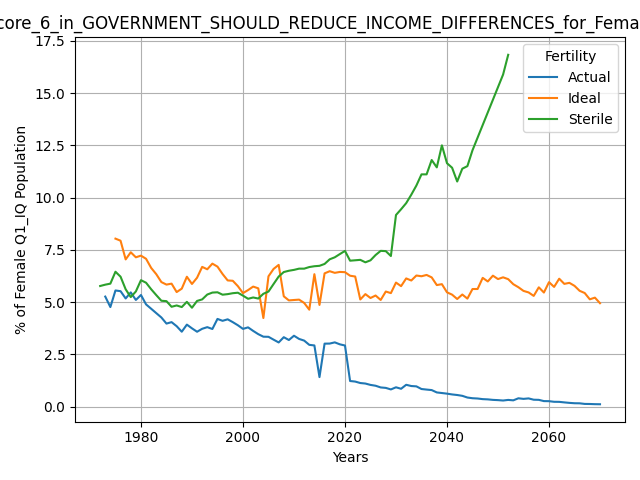 core_6_in_GOVERNMENT_SHOULD_REDUCE_INCOME_DIFFERENCES_for_Fema
17.5
15.0
12.5
10.0
7.5
5.0
2.5
0.0
% of Female Q1_IQ Population
Fertility
Actual
Ideal
Sterile
1980
2000
2020
2040
2060
Years